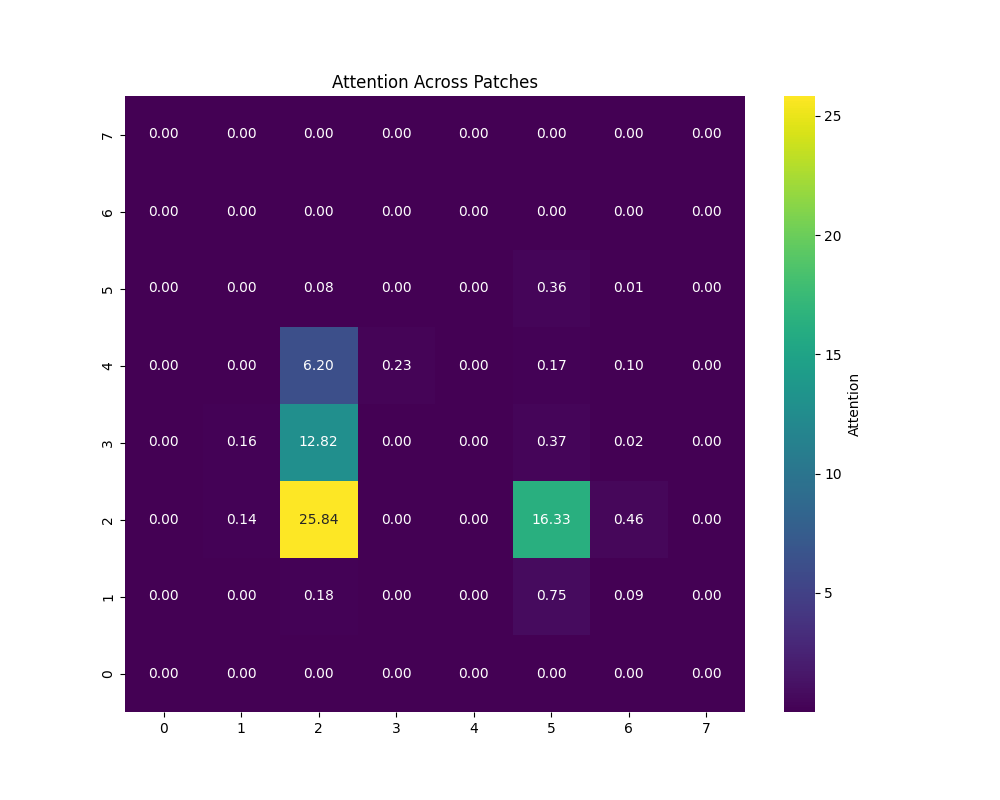 Attention Across Patches
7 0.00 0.00 0.00 0.00 0.00 0.00 0.00 0.00
6 0.00 0.00 0.00 0.00 0.00 0.00 0.00 0.00
5 0.00 0.00 0.08 0.00 0.00 0.36 0.01 0.00
4 0.00 0.00 6.20 0.23 0.00 0.17 0.10 0.00
3 0.00 0.16 12.82 0.00 0.00 0.37 0.02 0.00
2 0.00 0.14 25.84 0.00 0.00 16.33 0.46 0.00
1 0.00 0.00 0.18 0.00 0.00 0.75 0.09 0.00
0 0.00 0.00 0.00 0.00 0.00 0.00 0.00 0.00
0 1 2 3 4 5 6 7
25
20
15
10
5
Attention